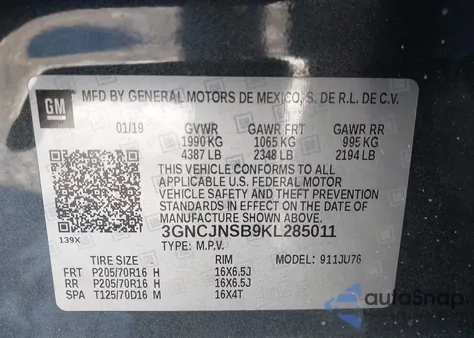 GM
MFD BY GENERAL MOTORS DE MEXICO, S. DE R.L. DE C.V.
01/19 GVWR GAWR FRT GAWR RR
1990 KG 1065 KG 995 KG
4387 LB 2348 LB 2194 LB
THIS VEHICLE CONFORMS TO ALL
APPLICABLE U.S. FEDERAL MOTOR
VEHICLE SAFETY AND THEFT PREVENTION
STANDARDS IN EFFECT ON THE DATE OF
MANUFACTURE SHOWN ABOVE.
3GNCJNSB9KL285011
139X
TYPE: M.P.V.
TIRE SIZE RIM MODEL: 911JU76
FRT P205/70R16 H 16X6.5J
RR P205/70R16 H 16X6.5J
SPA T125/70D16 M 16X4T
autoSnap